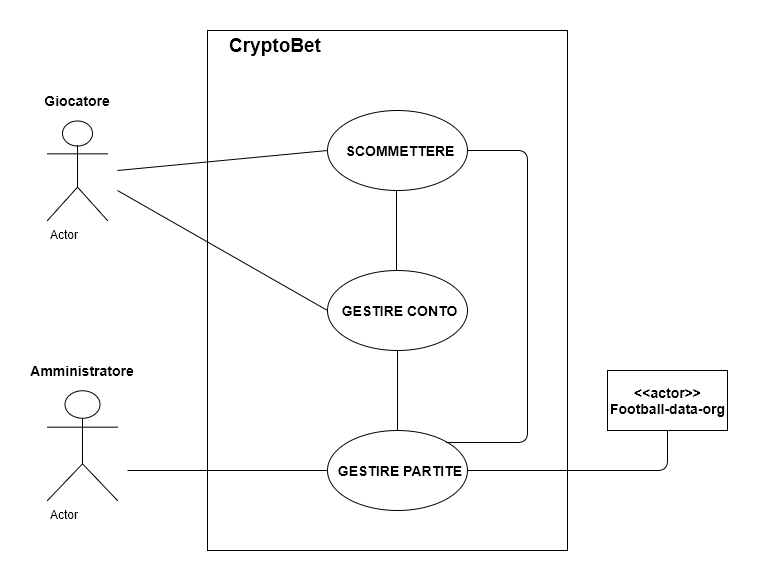 CryptoBet
Giocatore
SCOMMETTERE
Actor
GESTIRE CONTO
Amministratore
<<actor>>
Football-data-org
GESTIRE PARTITE
Actor